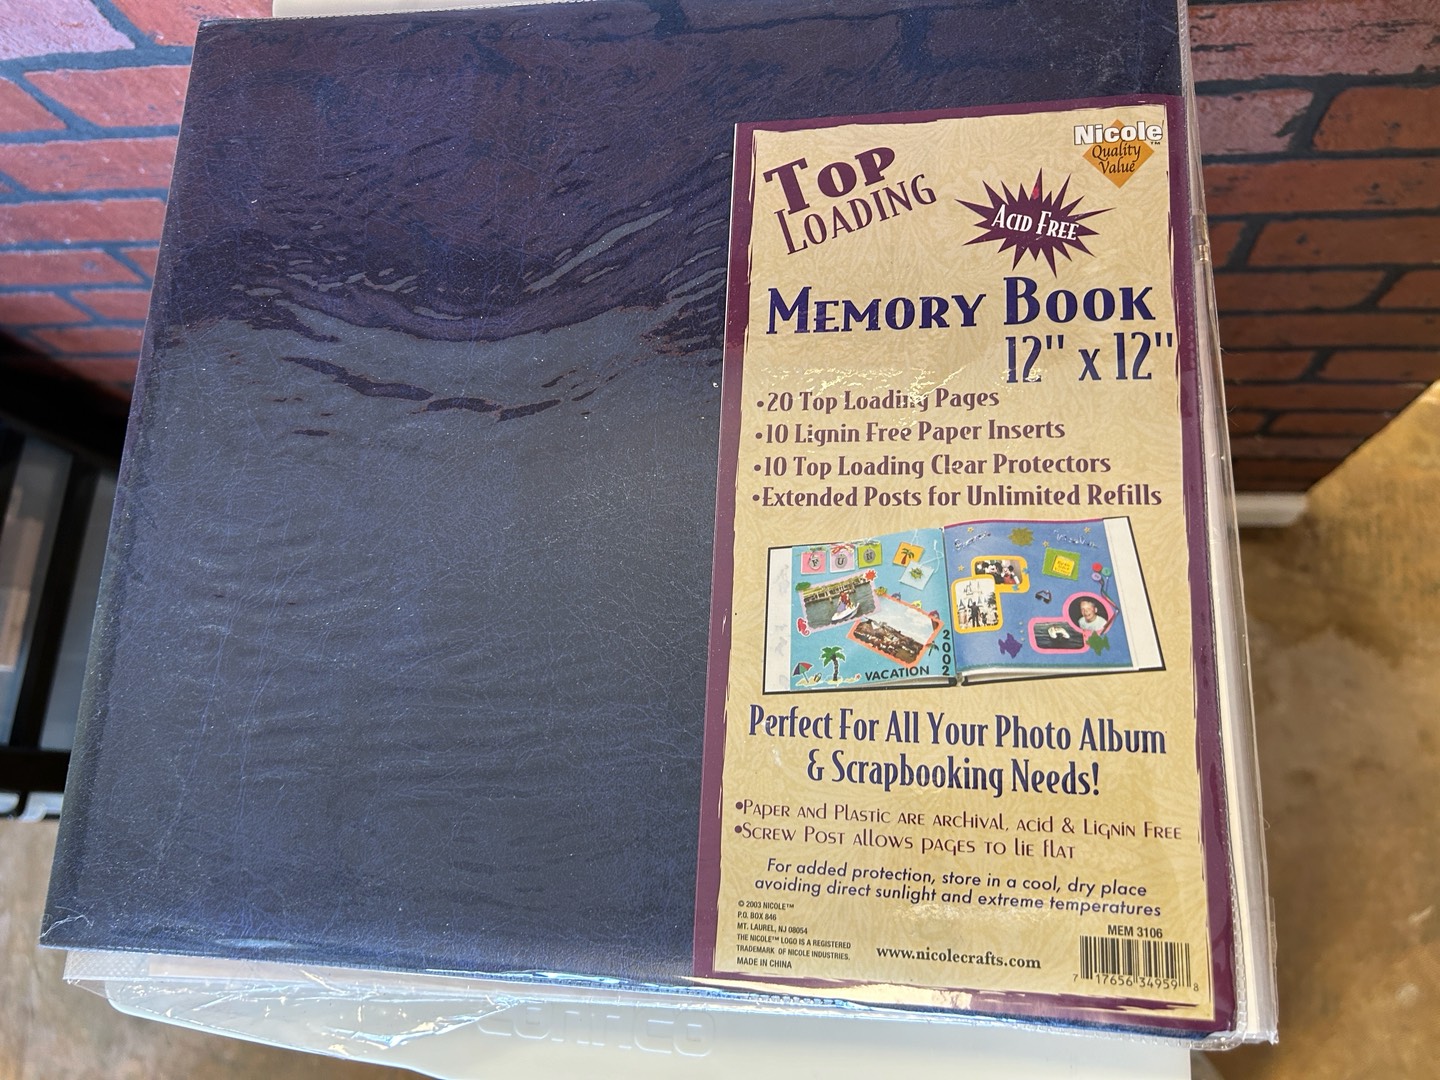 Nicole™
Quality
Value
TOP
LOADING
ACID FREE
MEMORY BOOK
12" x 12"
•20 Top Loading Pages
•10 Lignin Free Paper Inserts
•10 Top Loading Clear Protectors
•Extended Posts for Unlimited Refills
FUN
2002
VACATION
Perfect For All Your Photo Album
& Scrapbooking Needs!
•PAPER AND PLASTIC ARE ARCHIVAL, ACID & LIGNIN FREE
•SCREW POST ALLOWS PAGES TO LIE FLAT
For added protection, store in a cool, dry place
avoiding direct sunlight and extreme temperatures
© 2003 NICOLE™
P.O. BOX 846
MT. LAUREL, NJ 08054
THE NICOLE™ LOGO IS A REGISTERED
TRADEMARK OF NICOLE INDUSTRIES.
MADE IN CHINA
www.nicolecrafts.com
MEM 3106
7 17656 34959 8